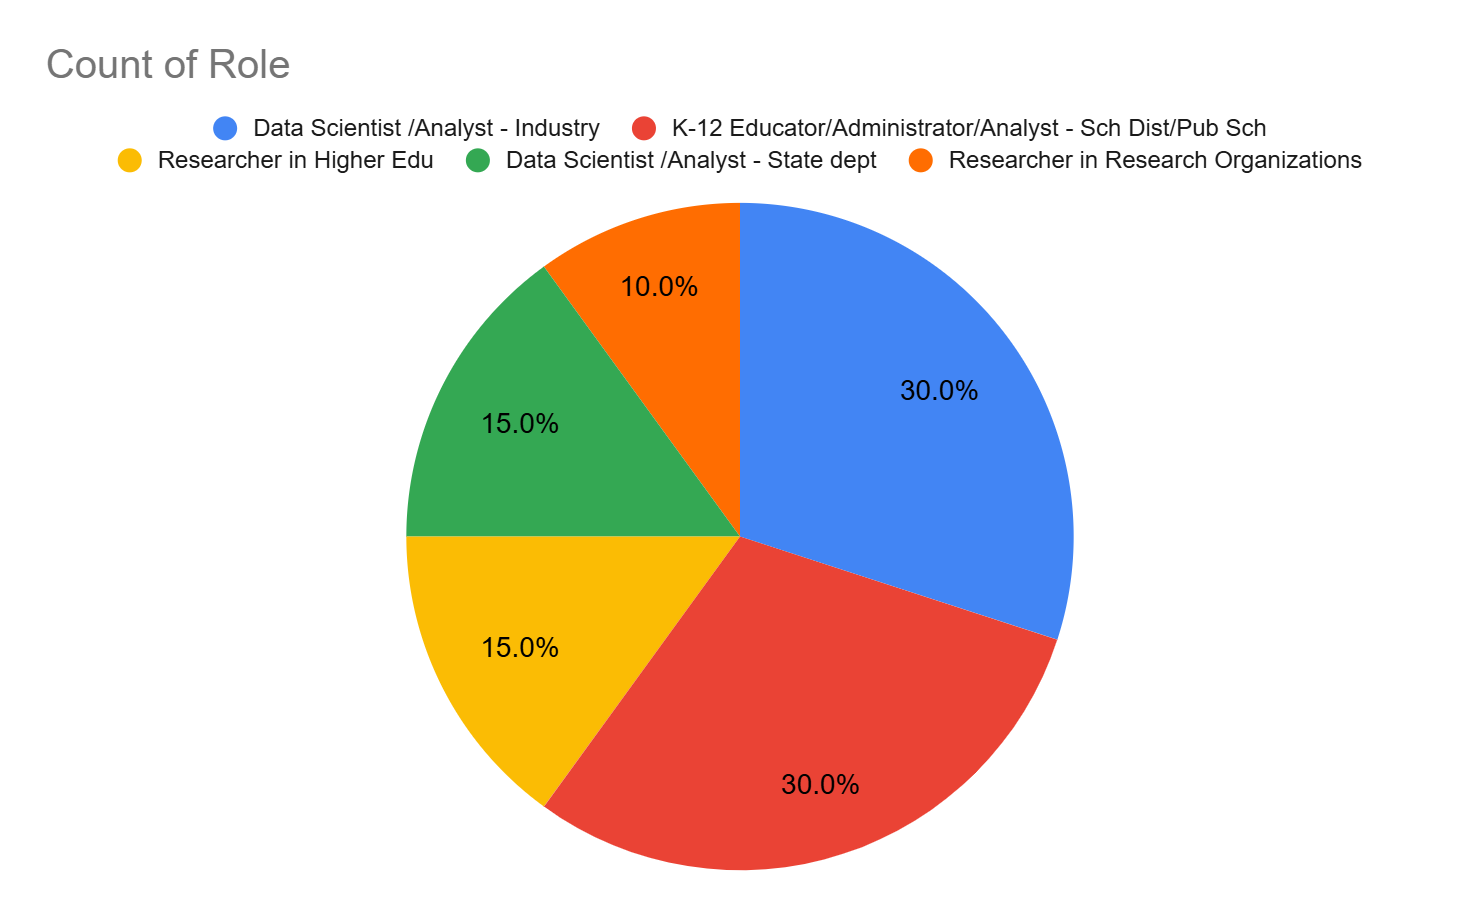 Count of Role
Data Scientist /Analyst - Industry K-12 Educator/Administrator/Analyst - Sch Dist/Pub Sch
Researcher in Higher Edu Data Scientist /Analyst - State dept Researcher in Research Organizations
10.0%
30.0%
15.0%
15.0%
30.0%